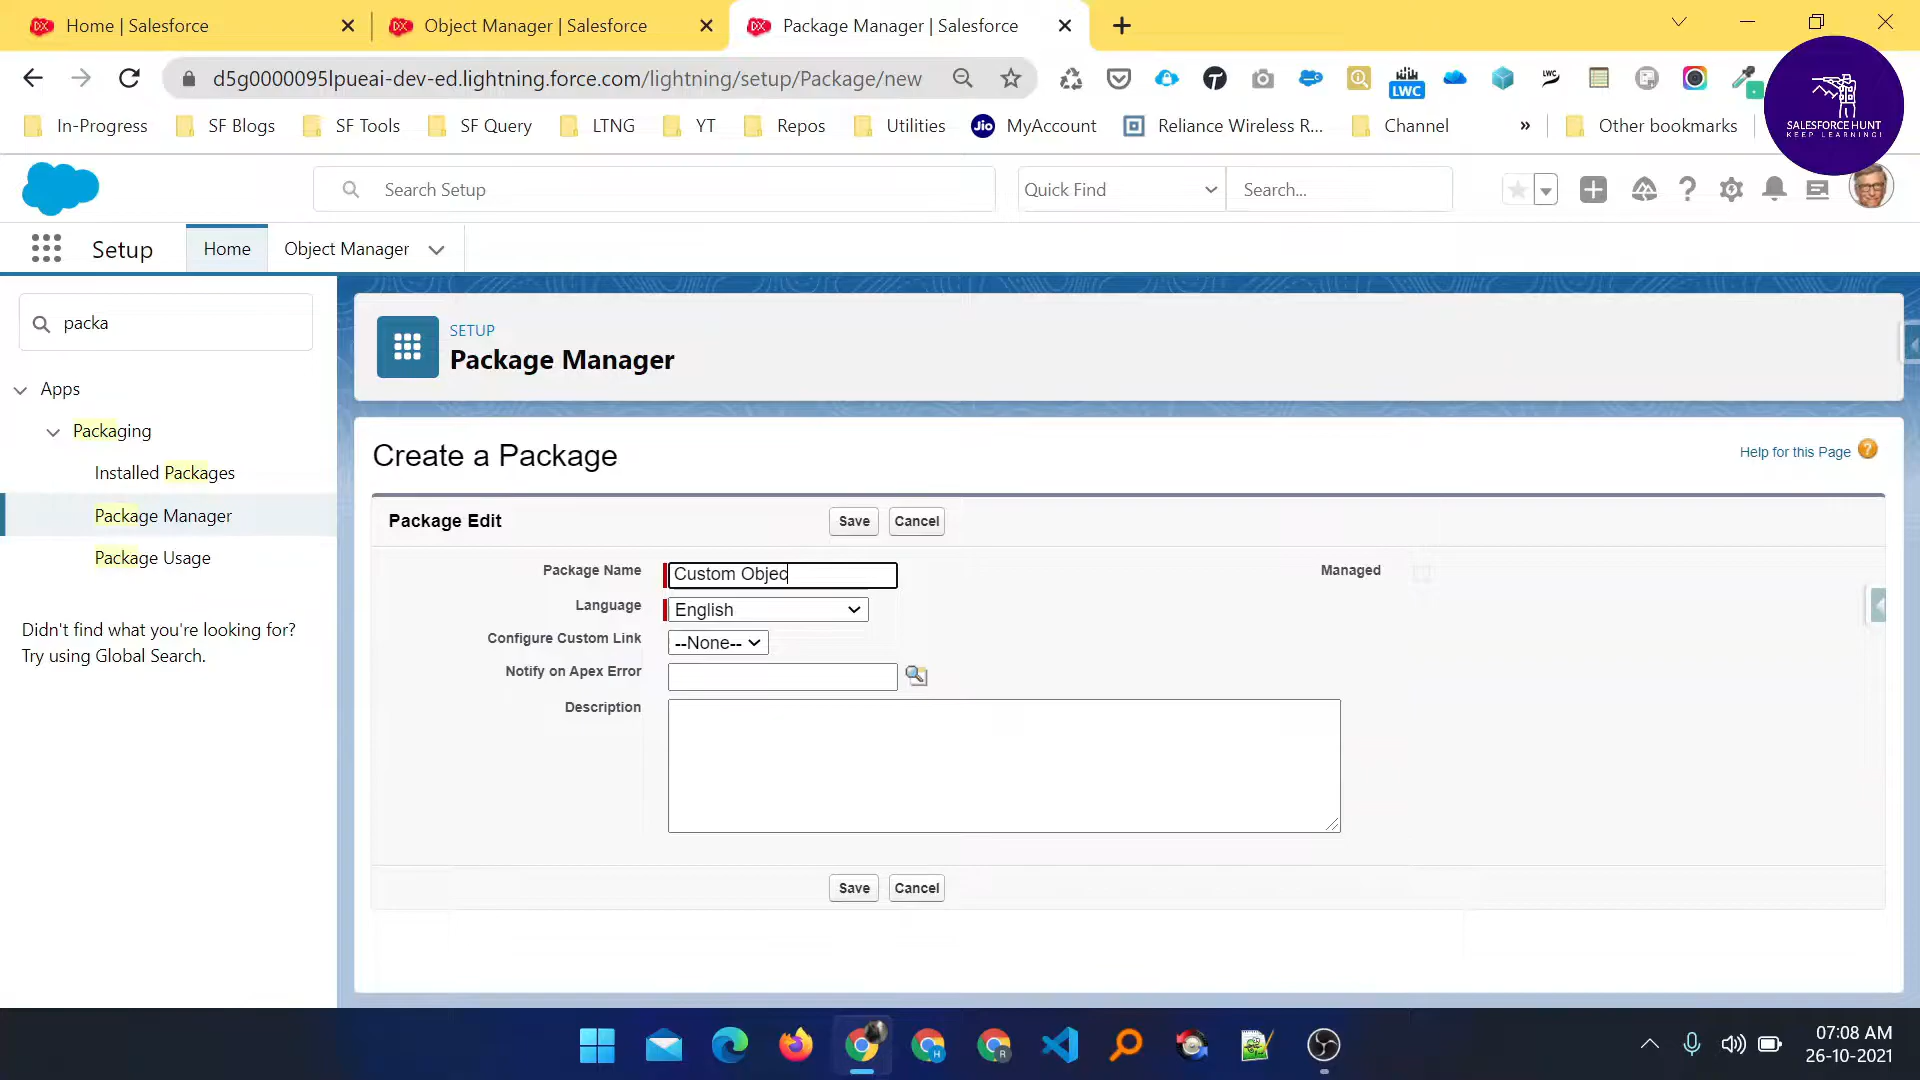 Home | Salesforce
Object Manager | Salesforce
Package Manager | Salesforce
d5g0000095lpueai-dev-ed.lightning.force.com/lightning/setup/Package/new
LWC
LWC
In-Progress SF Blogs SF Tools SF Query LTNG YT Repos Utilities Jio MyAccount Reliance Wireless R... Channel » Other bookmarks
SALESFORCE HUNT
KEEP LEARNING!
Search Setup
Quick Find
Search...
Setup
Home
Object Manager
packa
Apps
Packaging
Installed Packages
Package Manager
Package Usage
Didn't find what you're looking for?
Try using Global Search.
SETUP
Package Manager
Create a Package
Help for this Page ?
Package Edit
Save Cancel
Package Name Custom Objec
Managed
Language English
Configure Custom Link --None--
Notify on Apex Error
Description
Save Cancel
07:08 AM
26-10-2021